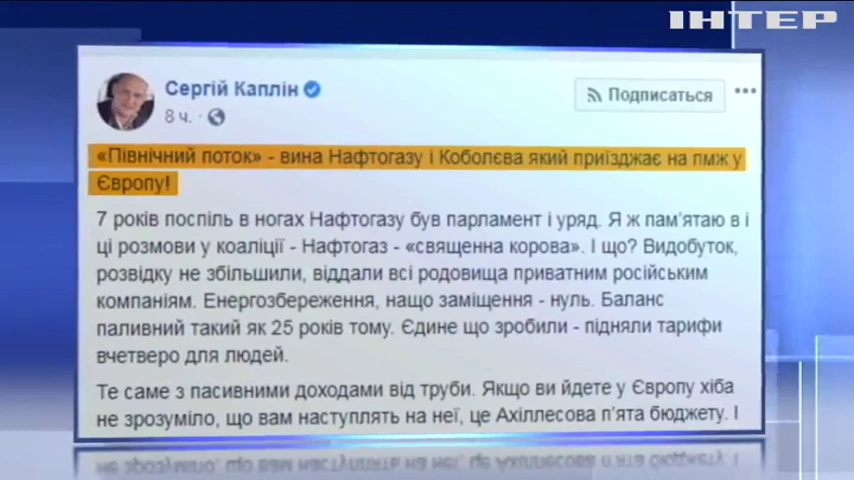 ІНТЕР
Сергій Каплін
8 ч. ·
Подписаться
«Північний поток» - вина Нафтогазу і Коболєва який приїзджає на пмж у
Європу!
7 років поспіль в ногах Нафтогазу був парламент і уряд. Я ж пам'ятаю в і
ці розмови у коаліції - Нафтогаз - «священна корова». І що? Видобуток,
розвідку не збільшили, віддали всі родовища приватним російським
компаніям. Енергозбереження, нащо заміщення - нуль. Баланс
паливний такий як 25 років тому. Єдине що зробили - підняли тарифи
вчетверо для людей.
Те саме з пасивними доходами від труби. Якщо ви йдете у Європу хіба
не зрозуміло, що вам наступлять на неї, це Ахіллесова п'ята бюджету. І